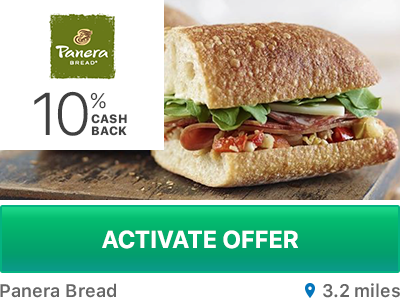 Panera
BREAD®
10%
CASH
BACK
ACTIVATE OFFER
Panera Bread
3.2 miles